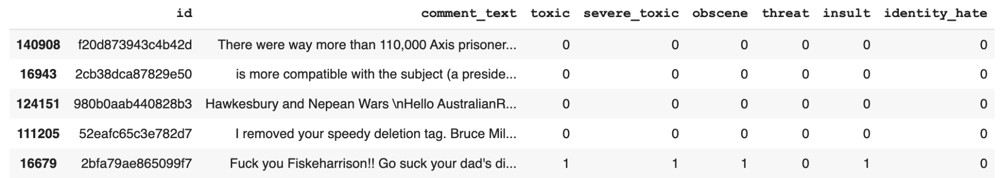 id comment_text toxic severe_toxic obscene threat insult identity_hate
140908 f20d873943c4b42d There were way more than 110,000 Axis prisoner... 0 0 0 0 0 0
16943 2cb38dca87829e50 is more compatible with the subject (a preside... 0 0 0 0 0 0
124151 980b0aab440828b3 Hawkesbury and Nepean Wars \nHello AustralianR... 0 0 0 0 0 0
111205 52eafc65c3e782d7 I removed your speedy deletion tag. Bruce Mil... 0 0 0 0 0 0
16679 2bfa79ae865099f7 Fuck you Fiskeharrison!! Go suck your dad's di... 1 1 1 0 1 0